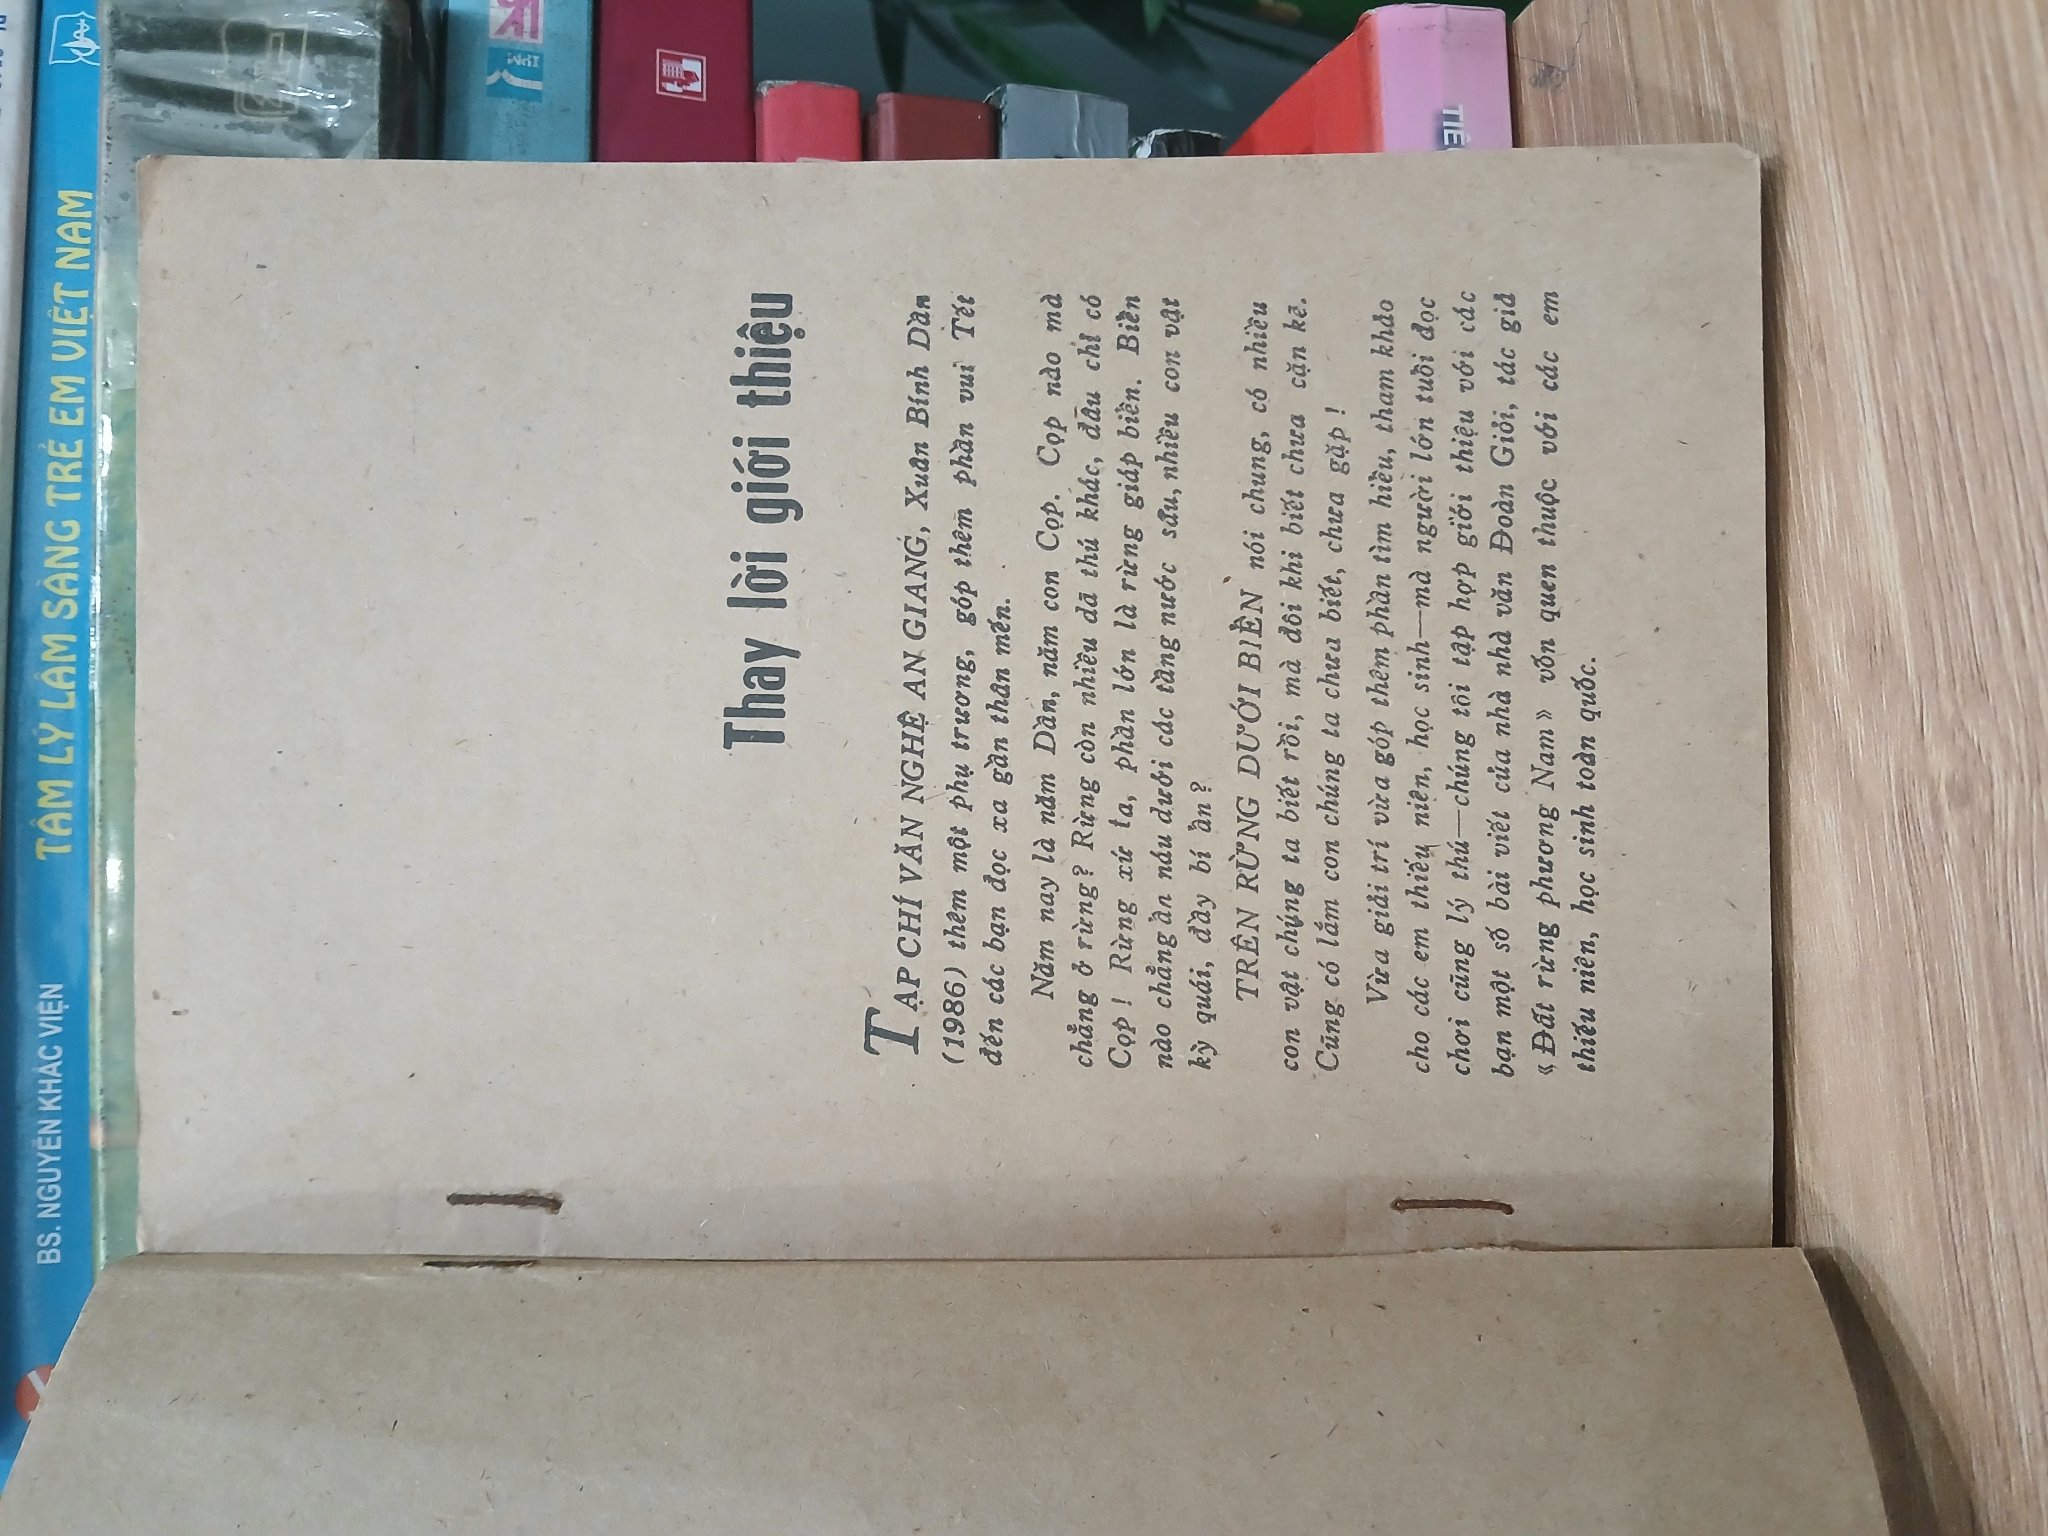 Thay lời giới thiệu
TẠP CHÍ VĂN NGHỆ AN GIANG, Xuân Bính Dần
(1986) thêm một phụ trương, góp thêm phần vui Tết
đến các bạn đọc xa gần thân mến.
Năm nay là năm Dần, năm con Cọp. Cọp nào mà
chẳng ở rừng? Rừng còn nhiều dã thú khác, đâu chỉ có
Cọp! Rừng xứ ta, phần lớn là rừng giáp biển. Biển
nào chẳng ẩn náu dưới các tầng nước sâu, nhiều con vật
kỳ quái, đầy bí ẩn?
TRÊN RỪNG DƯỚI BIỂN nói chung, có nhiều
con vật chúng ta biết rồi, mà đôi khi biết chưa cặn kẽ.
Cũng có lắm con chúng ta chưa biết, chưa gặp!
Vừa giải trí vừa góp thêm phần tìm hiểu, tham khảo
cho các em thiếu niên, học sinh—mà người lớn tuổi đọc
chơi cũng lý thú—chúng tôi tập hợp giới thiệu với các
bạn một số bài viết của nhà nhà văn Đoàn Giỏi, tác giả
«Đất rừng phương Nam» vốn quen thuộc với các em
thiếu niên, học sinh toàn quốc.
BS. NGUYỄN KHẮC VIỆN
TÂM LÝ LÂM SÀNG TRẺ EM VIỆT NAM